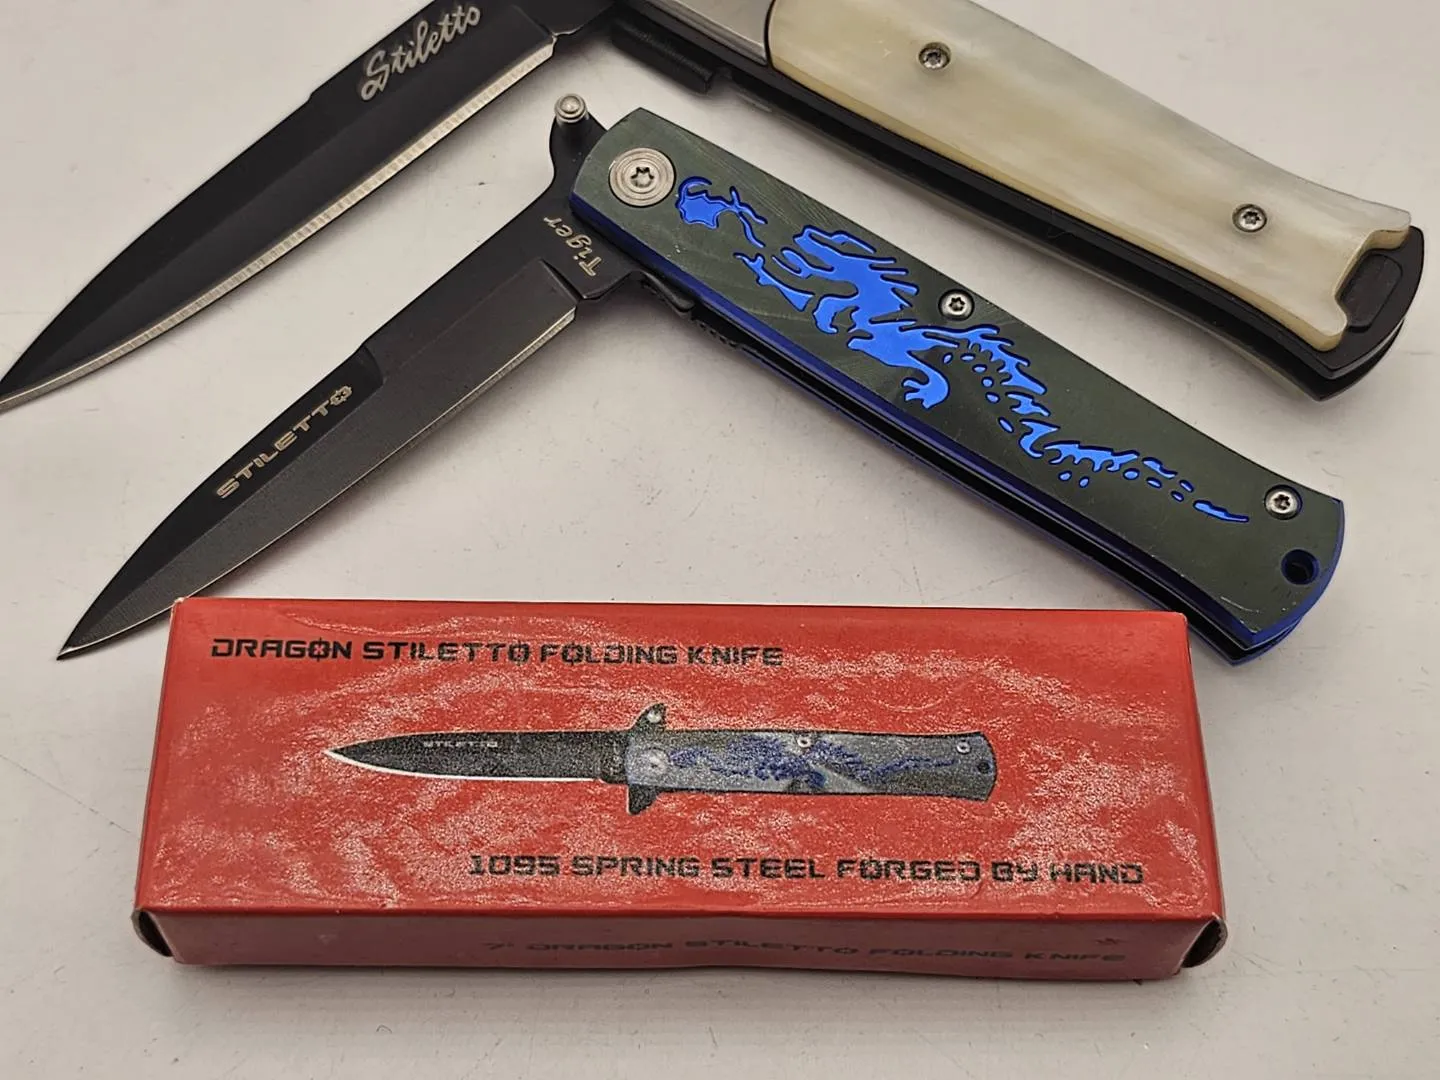 Stiletto
Tiger
STILETTO
DRAGON STILETTO FOLDING KNIFE
STILETTO
1095 SPRING STEEL FORGED BY HAND
7" DRAGON STILETTO FOLDING KNIFE